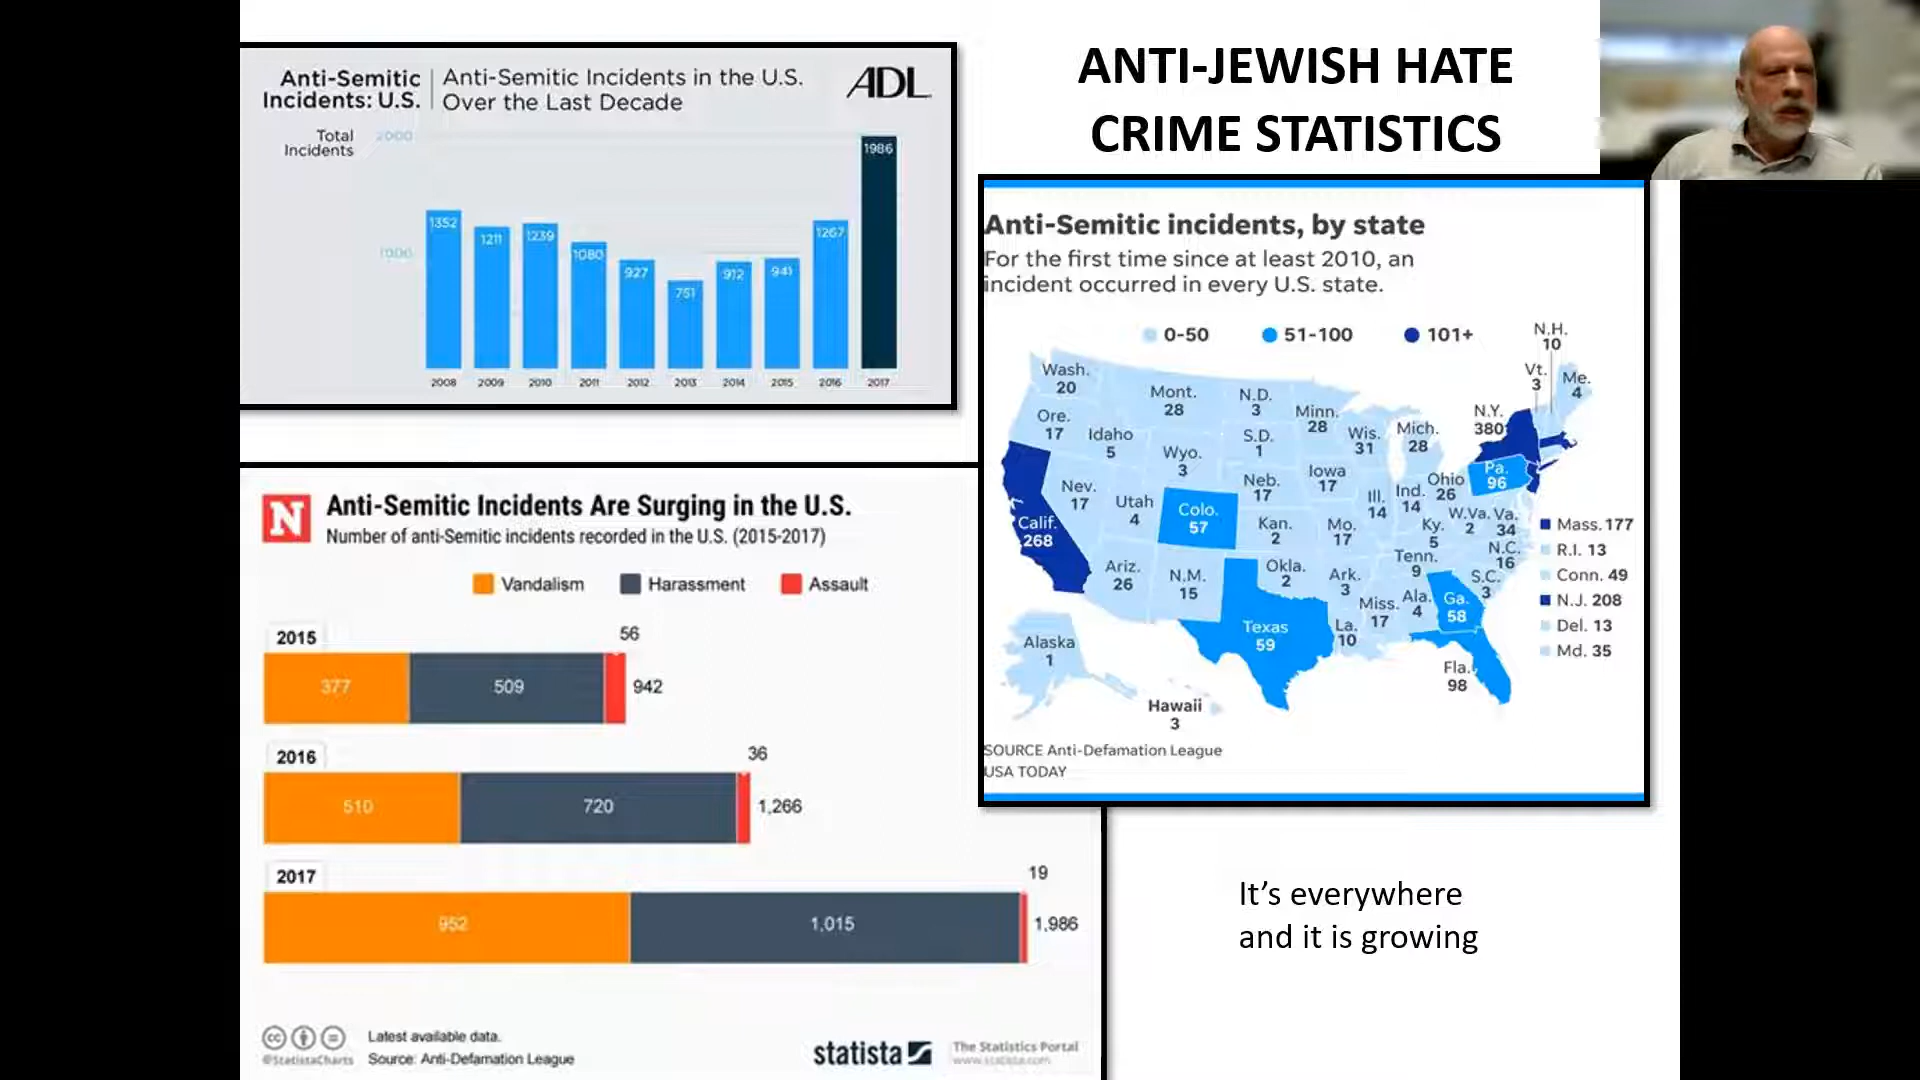 ANTI-JEWISH HATE
CRIME STATISTICS
Anti-Semitic
Incidents: U.S.
Anti-Semitic Incidents in the U.S.
Over the Last Decade
ADL
Total
Incidents
2000
1000
1352
1211
1239
1080
927
751
912
941
1267
1986
2008
2009
2010
2011
2012
2013
2014
2015
2016
2017
N
Anti-Semitic Incidents Are Surging in the U.S.
Number of anti-Semitic incidents recorded in the U.S. (2015-2017)
Vandalism
Harassment
Assault
2015
56
377
509
942
2016
36
510
720
1,266
2017
19
952
1,015
1,986
cc
@StatistaCharts
Latest available data.
Source: Anti-Defamation League
statista
The Statistics Portal
www.statista.com
Anti-Semitic incidents, by state
For the first time since at least 2010, an
incident occurred in every U.S. state.
0-50
51-100
101+
N.H.
10
Vt.
3
Me.
4
Wash.
20
Mont.
28
N.D.
3
Minn.
28
N.Y.
380
Ore.
17
Idaho
5
S.D.
1
Wis.
31
Mich.
28
Wyo.
3
Pa.
96
Nev.
17
Utah
4
Colo.
57
Neb.
17
Iowa
17
Ill.
14
Ind.
14
Ohio
26
Calif.
268
Kan.
2
Mo.
17
Ky.
5
W.Va.
2
Va.
34
N.C.
16
Ariz.
26
N.M.
15
Okla.
2
Ark.
3
Tenn.
9
S.C.
3
Miss.
17
Ala.
4
Ga.
58
Texas
59
La.
10
Fla.
98
Alaska
1
Hawaii
3
Mass. 177
R.I. 13
Conn. 49
N.J. 208
Del. 13
Md. 35
SOURCE Anti-Defamation League
USA TODAY
It's everywhere
and it is growing